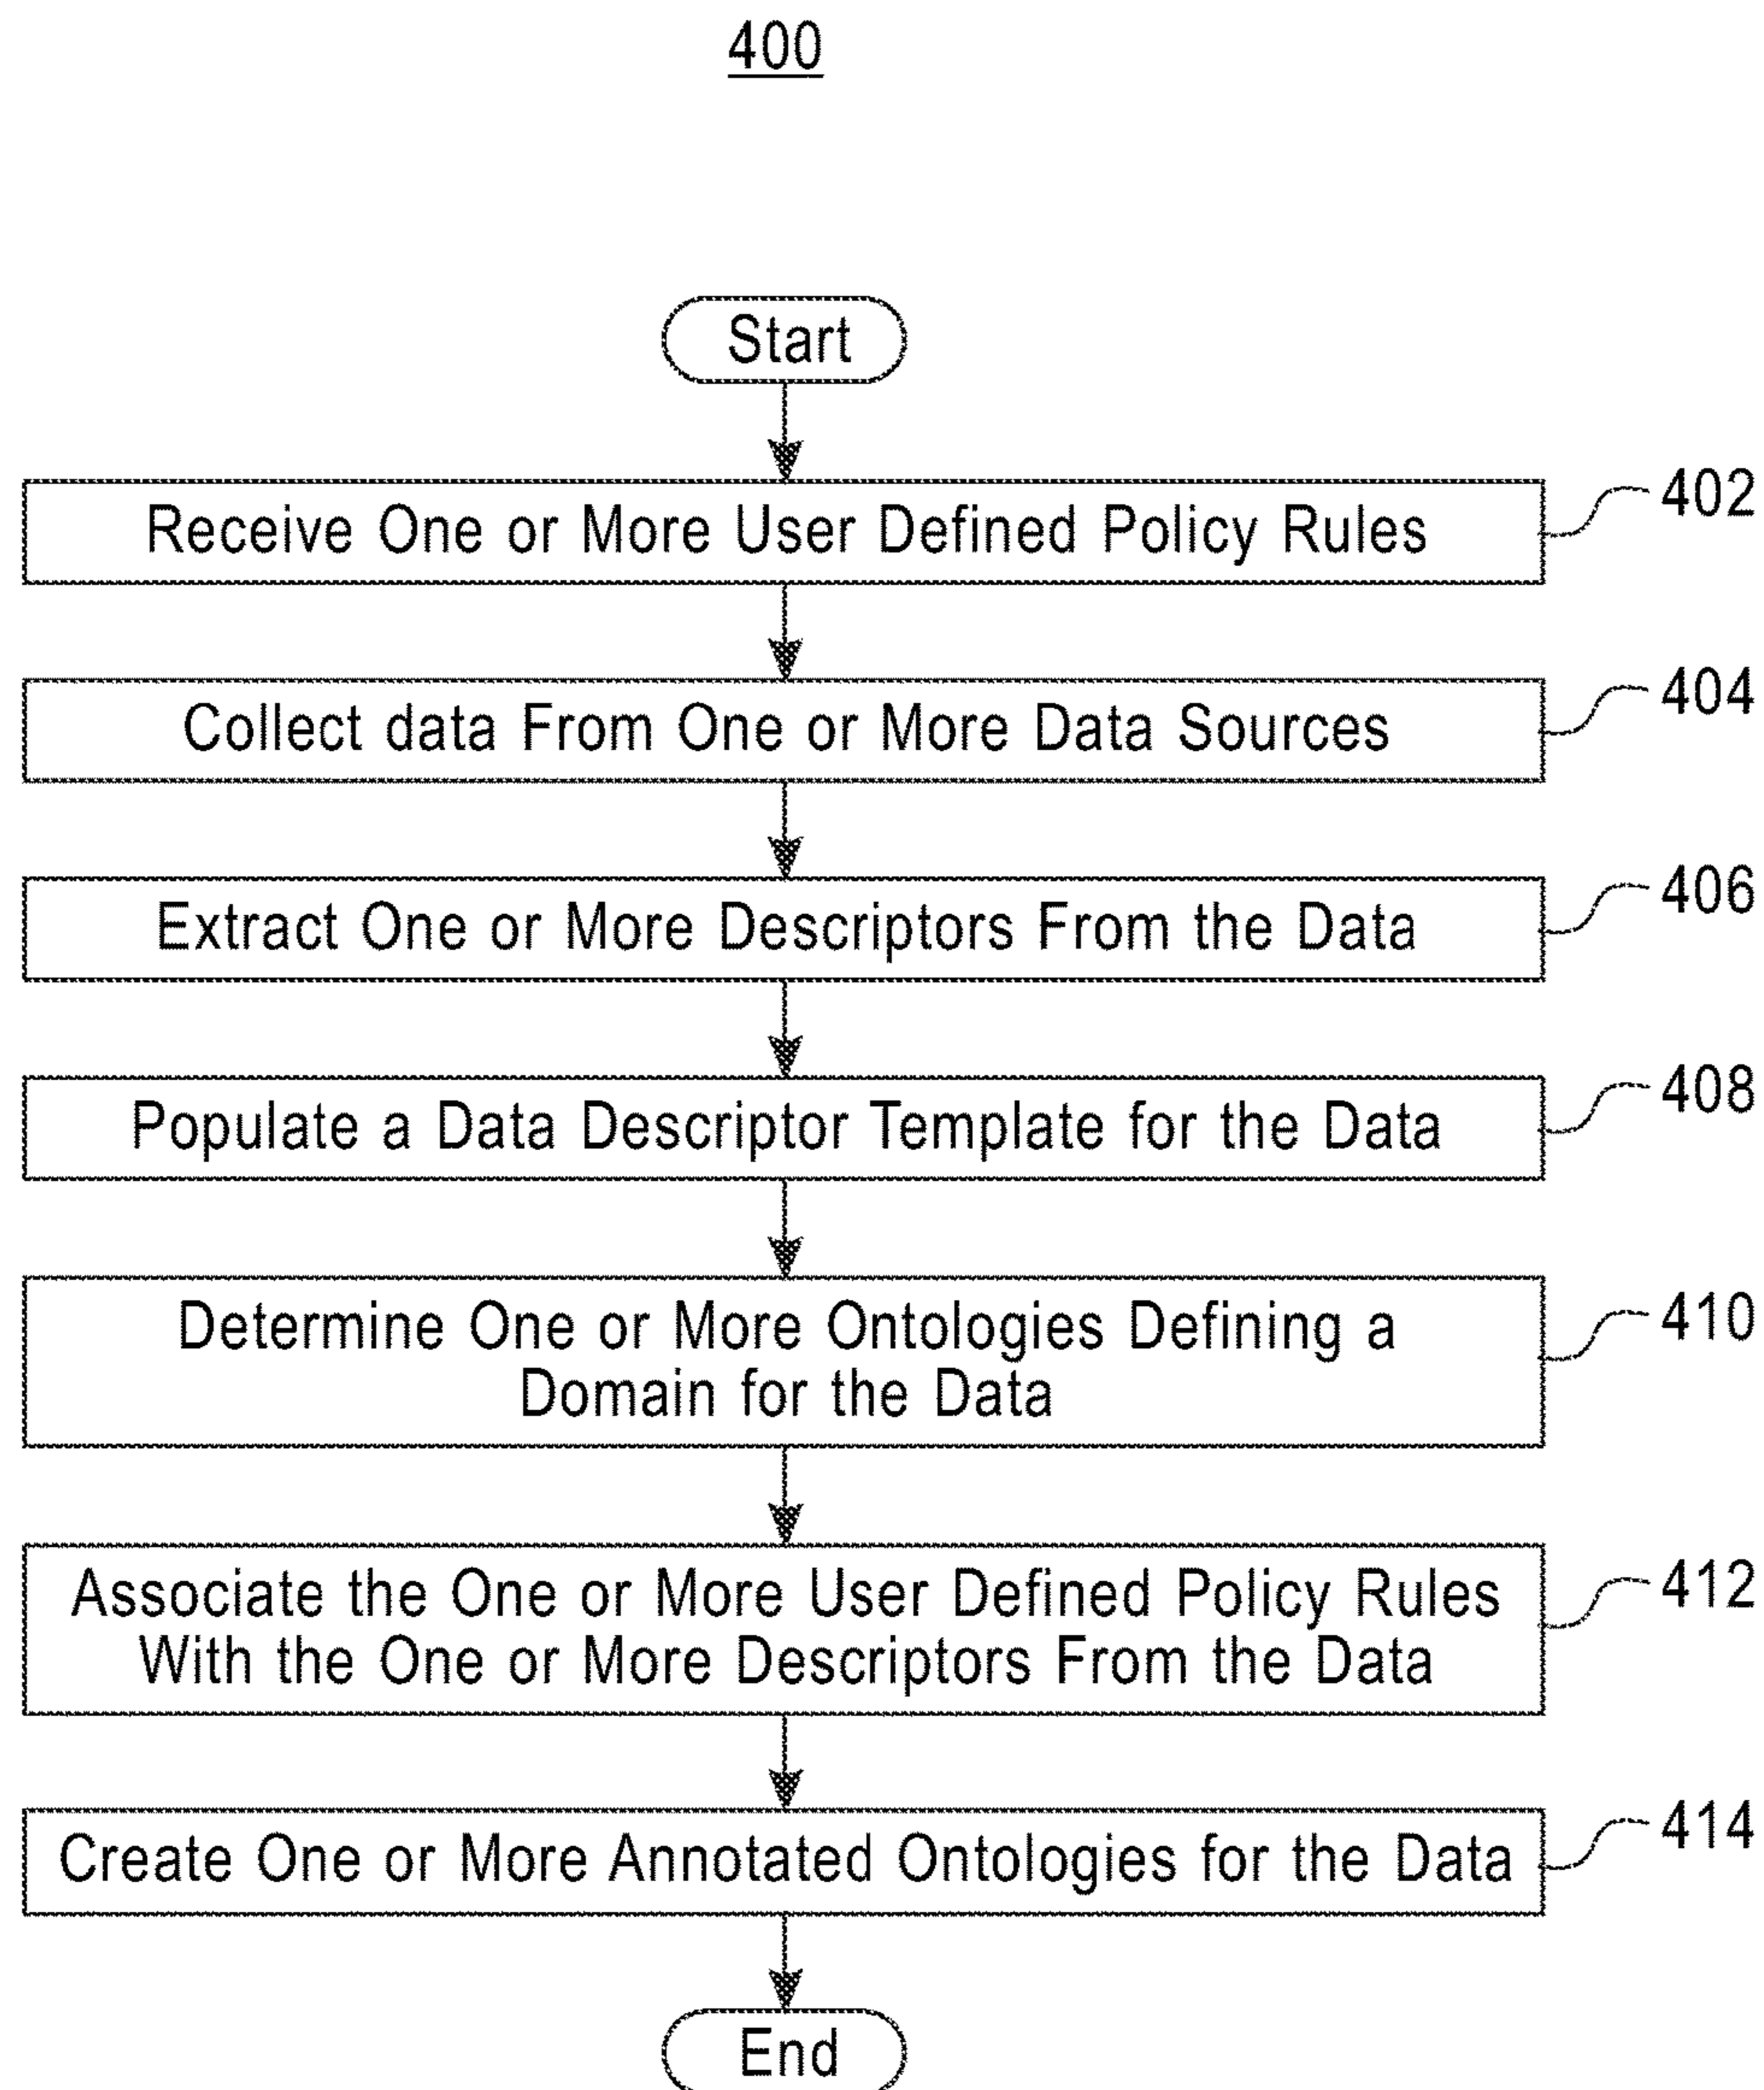 400
Start
Receive One or More User Defined Policy Rules
402
Collect data From One or More Data Sources
404
Extract One or More Descriptors From the Data
406
Populate a Data Descriptor Template for the Data
408
Determine One or More Ontologies Defining a
Domain for the Data
410
Associate the One or More User Defined Policy Rules
With the One or More Descriptors From the Data
412
Create One or More Annotated Ontologies for the Data
414
End